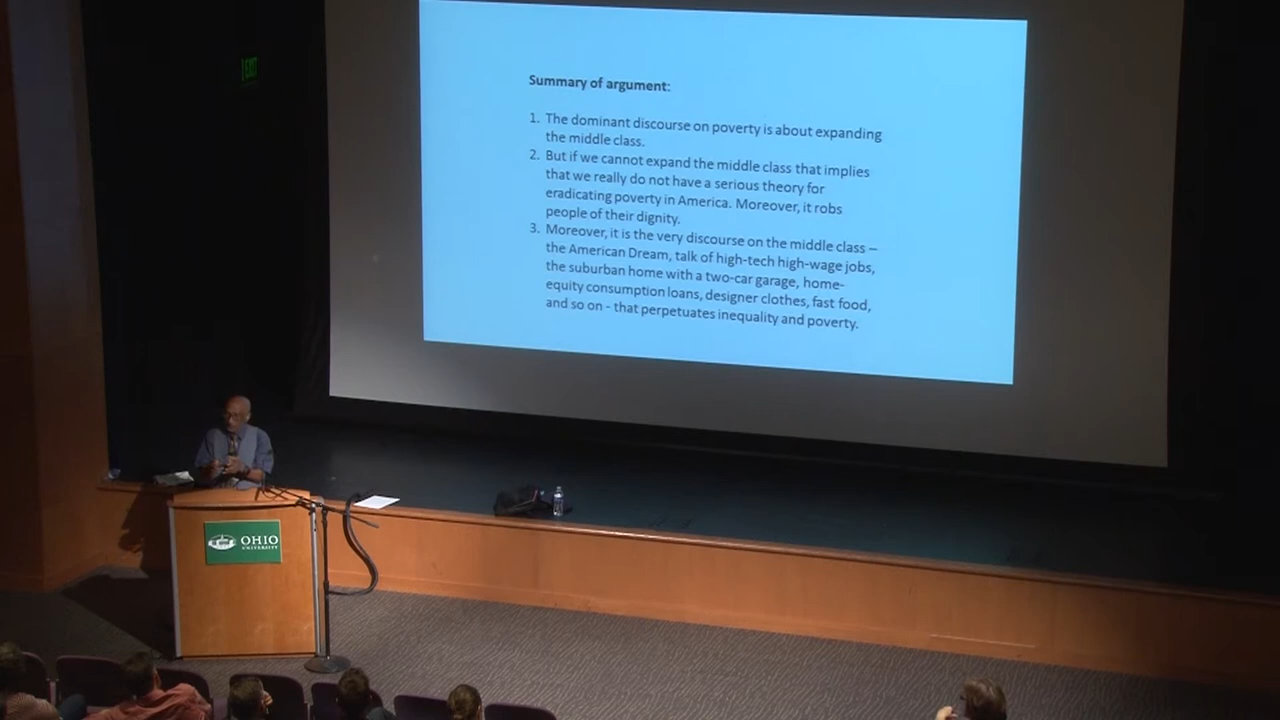 EXIT
Summary of argument:
1. The dominant discourse on poverty is about expanding
the middle class.
2. But if we cannot expand the middle class that implies
that we really do not have a serious theory for
eradicating poverty in America. Moreover, it robs
people of their dignity.
3. Moreover, it is the very discourse on the middle class –
the American Dream, talk of high-tech high-wage jobs,
the suburban home with a two-car garage, home-
equity consumption loans, designer clothes, fast food,
and so on - that perpetuates inequality and poverty.
OHIO
UNIVERSITY